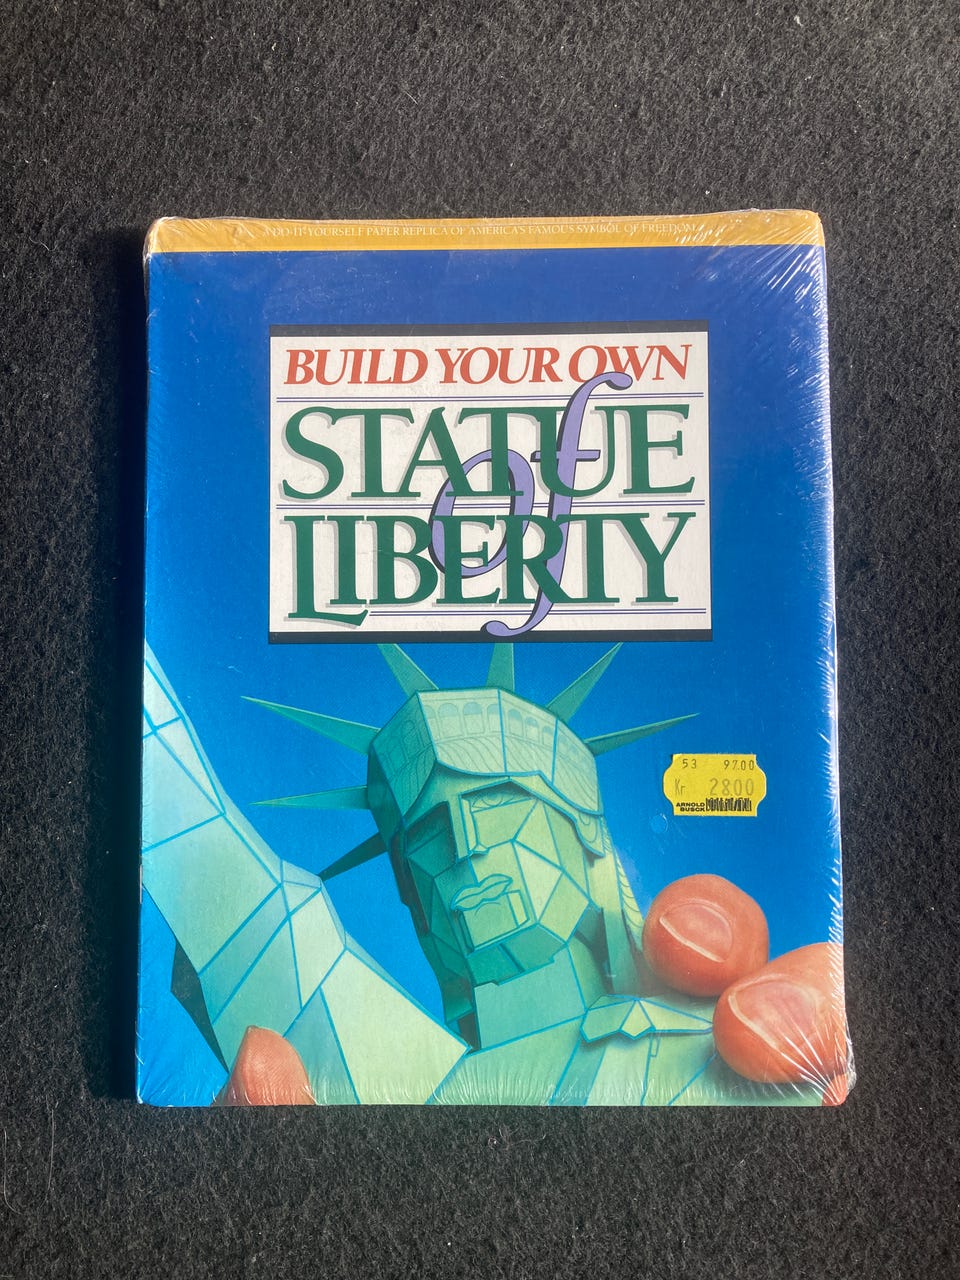 A DO-IT-YOURSELF PAPER REPLICA OF AMERICA'S FAMOUS SYMBOL OF FREEDOM
BUILD YOUR OWN
STATUE
of
LIBERTY
53 97.00
Kr. 28.00
ARNOLD
BUSCK